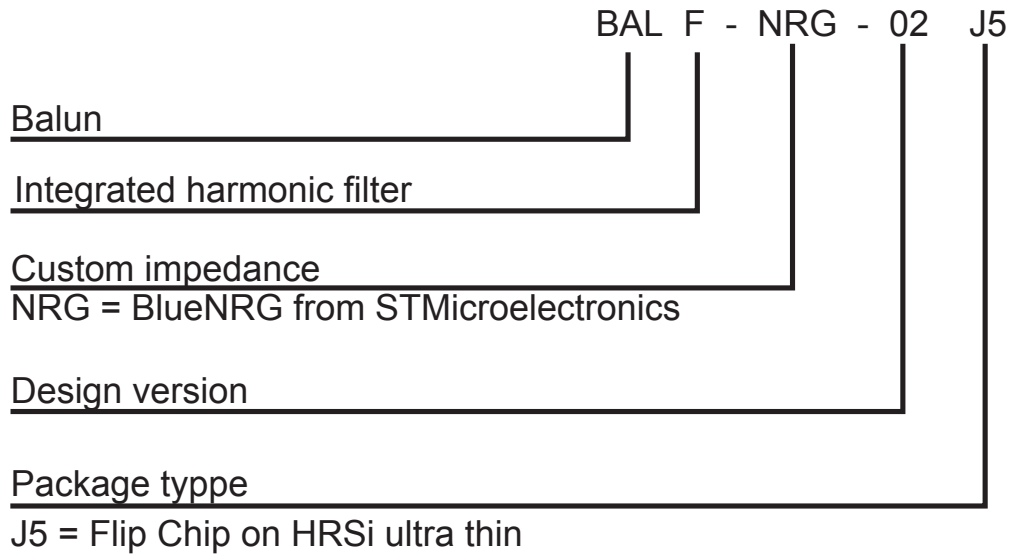 BAL F - NRG - 02 J5
Balun
Integrated harmonic filter
Custom impedance
NRG = BlueNRG from STMicroelectronics
Design version
Package typpe
J5 = Flip Chip on HRSi ultra thin